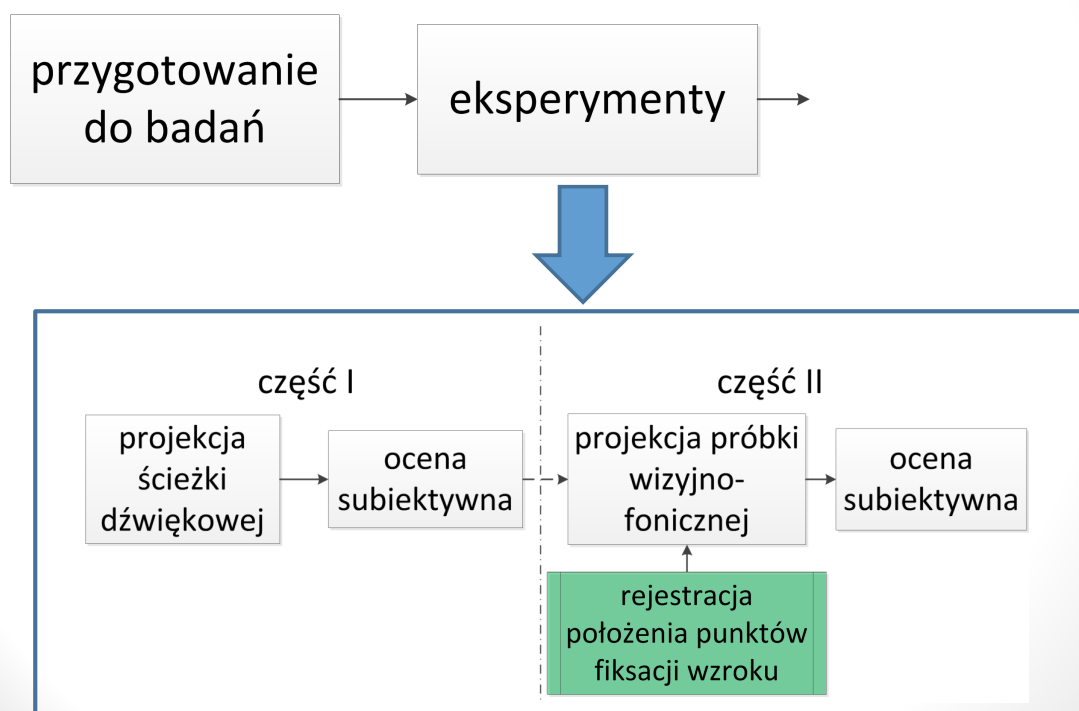 przygotowanie
do badań
eksperymenty
część I
część II
projekcja
ścieżki
dźwiękowej
ocena
subiektywna
projekcja próbki
wizyjno-
fonicznej
ocena
subiektywna
rejestracja
położenia punktów
fiksacji wzroku